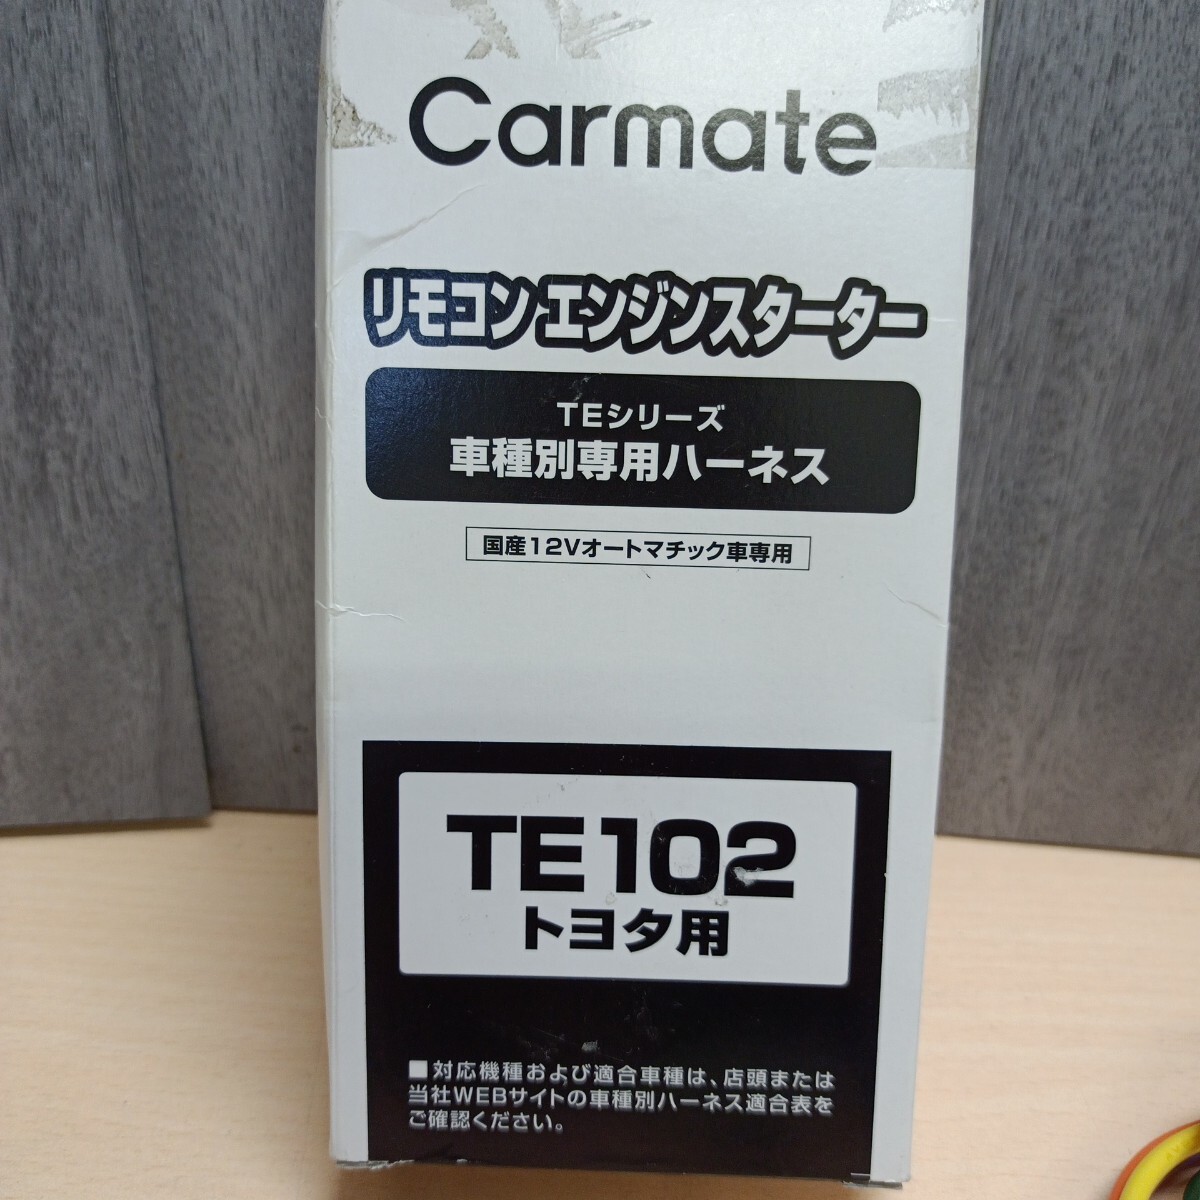 Carmate
リモコンエンジンスターター
TEシリーズ
車種別専用ハーネス
国産12Vオートマチック車専用
TE102
トヨタ用
■対応機種および適合車種は、店頭または
当社WEBサイトの車種別ハーネス適合表を
ご確認ください。